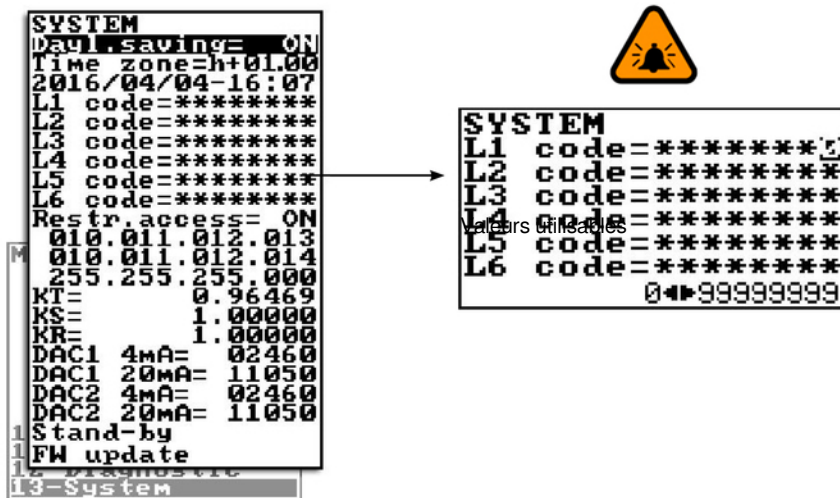 SYSTEM
Dayl.saving= ON
Time zone=h+01.00
2016/04/04-16:07
L1 code=********
L2 code=********
L3 code=********
L4 code=********
L5 code=********
L6 code=********
Restr.access= ON
010.011.012.013
010.011.012.014
255.255.255.000
KT= 0.96469
KS= 1.00000
KR= 1.00000
DAC1 4mA= 02460
DAC1 20mA= 11050
DAC2 4mA= 02460
DAC2 20mA= 11050
Stand-by
FW update
12 Diagnostic
13-System
SYSTEM
L1 code=*******
L2 code=********
L3 code=********
L4 code=********
Valeurs utilisables
L5 code=********
L6 code=********
0◄►99999999